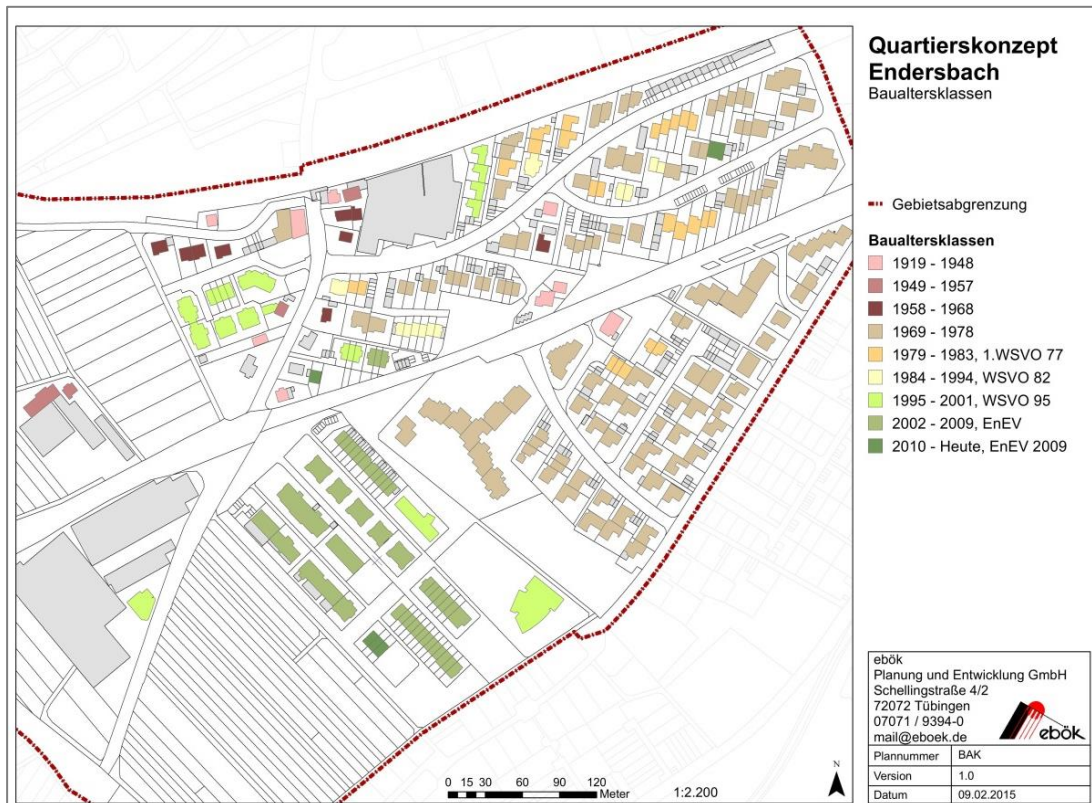 Quartierskonzept
Endersbach
Baualtersklassen
Gebietsabgrenzung
Baualtersklassen
1919 - 1948
1949 - 1957
1958 - 1968
1969 - 1978
1979 - 1983, 1.WSVO 77
1984 - 1994, WSVO 82
1995 - 2001, WSVO 95
2002 - 2009, EnEV
2010 - Heute, EnEV 2009
ebök
Planung und Entwicklung GmbH
Schellingstraße 4/2
72072 Tübingen
07071 / 9394-0
mail@eboek.de
ebök
Plannummer BAK
Version 1.0
Datum 09.02.2015
0 15 30 60 90 120
Meter
1:2.200
N